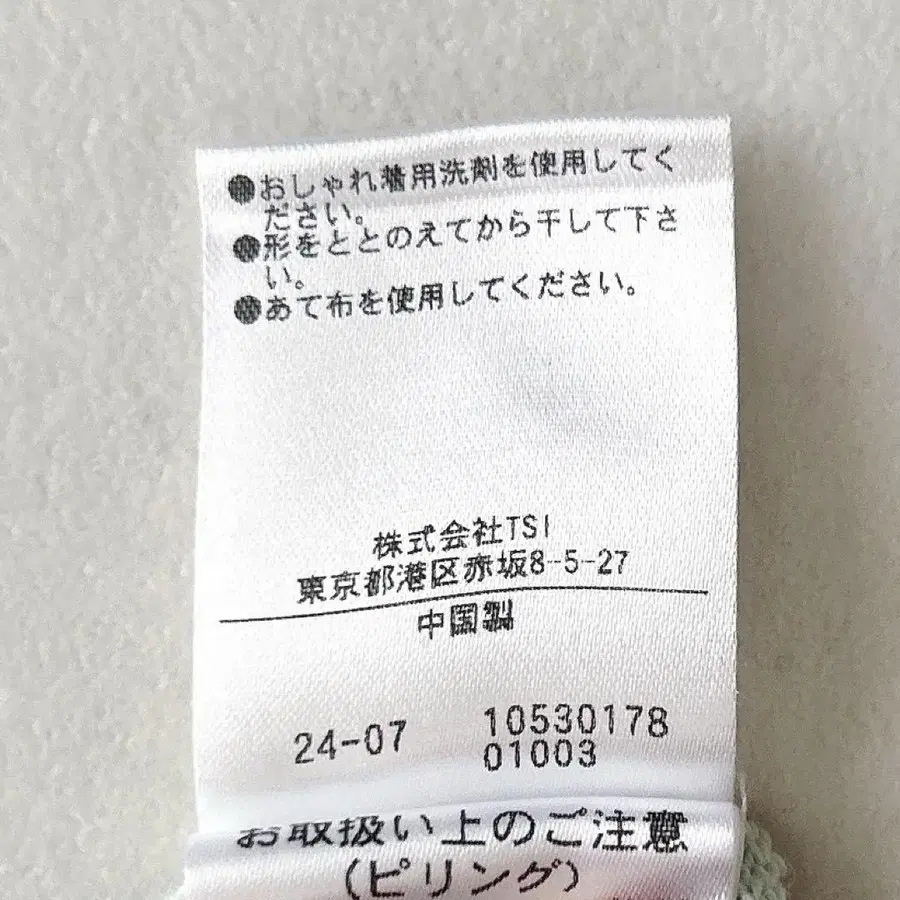 ●おしゃれ着用洗剤を使用してく
ださい。
●形をととのえてから干して下さ
い。
●あて布を使用してください。
株式会社TSI
東京都港区赤坂8-5-27
中国製
24-07 10530178
01003
お取扱い上のご注意
(ピリング)